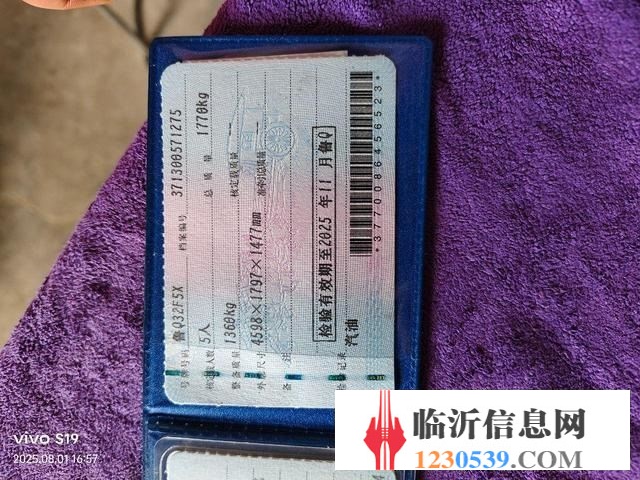 号牌号码 鲁Q32F5X 档案编号 371300571275
核定载人数 5人 总质量 1770kg
整备质量 1360kg 核定载质量
外廓尺寸 4598×1797×1477mm 准牵引总质量
备注
检验有效期至2025年11月鲁Q
检验记录 汽油
*3770086456523*
vivo S19
2025.08.01 16:57
临沂信息网
1230539.COM